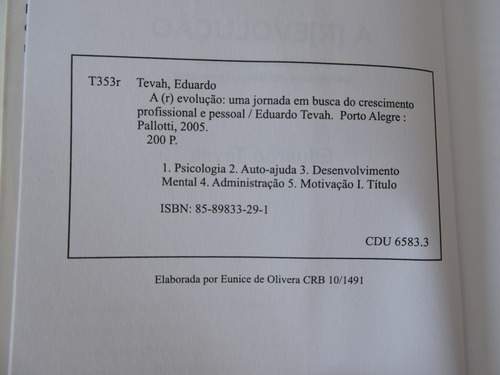 A (R)EVOLUÇÃO
T353r Tevah, Eduardo
A (r) evolução: uma jornada em busca do crescimento
profissional e pessoal / Eduardo Tevah. Porto Alegre :
Pallotti, 2005.
200 P.
1. Psicologia 2. Auto-ajuda 3. Desenvolvimento
Mental 4. Administração 5. Motivação I. Título
ISBN: 85-89833-29-1
CDU 6583.3
Elaborada por Eunice de Olivera CRB 10/1491